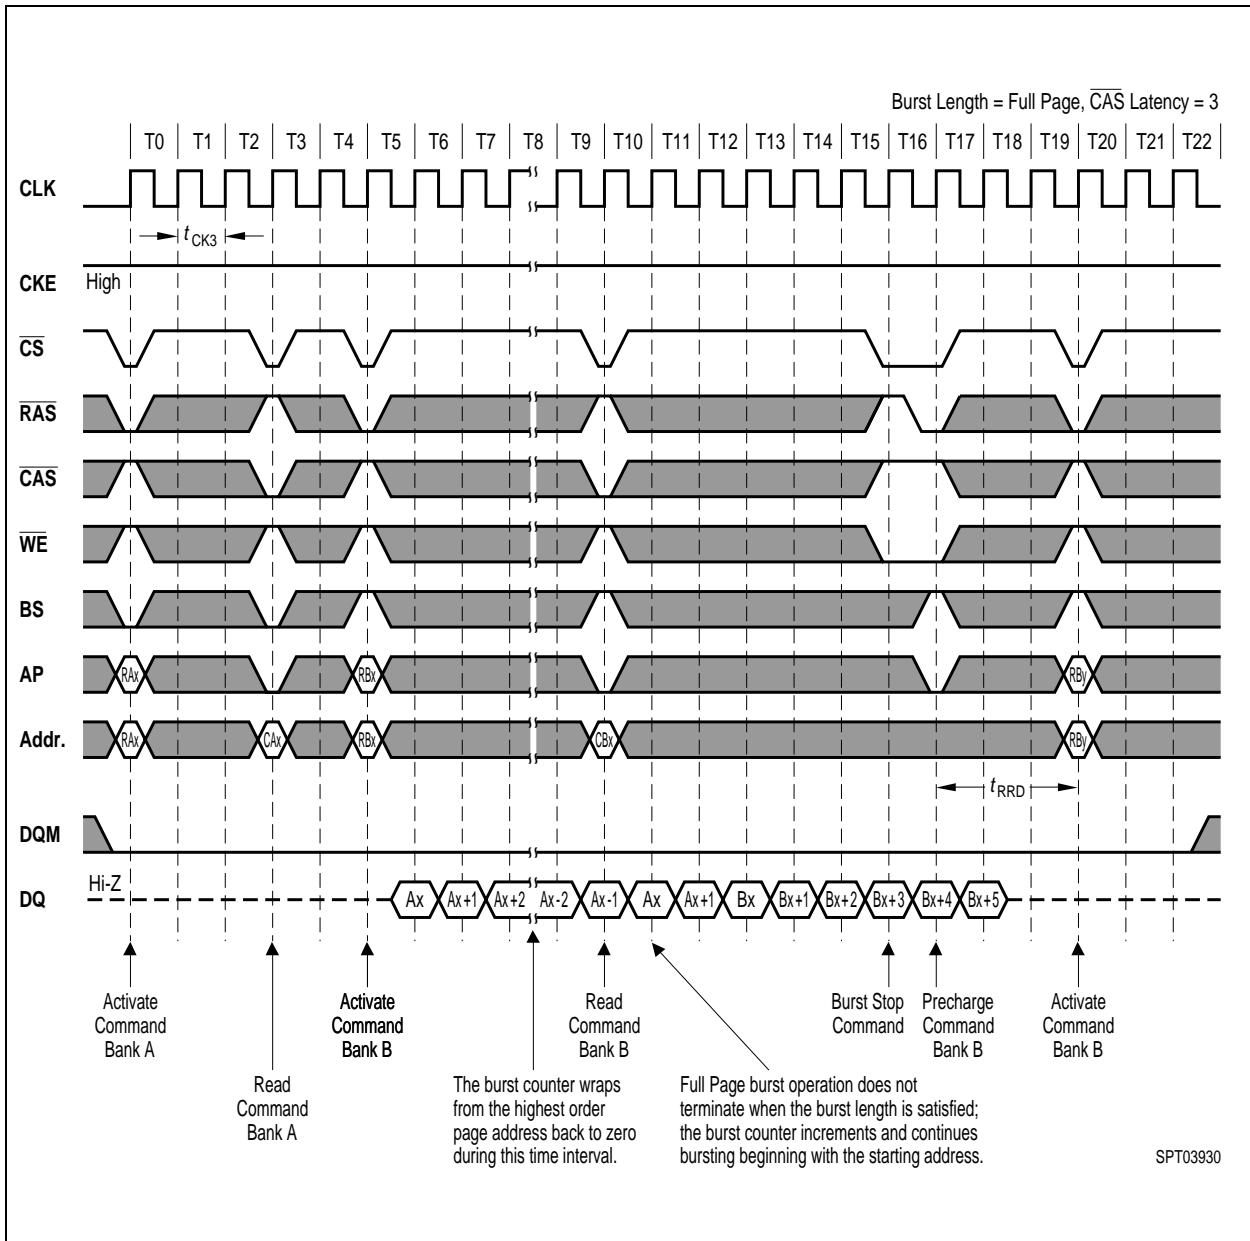 Burst Length = Full Page, CAS Latency = 3
T0 T1 T2 T3 T4 T5 T6 T7 T8 T9 T10 T11 T12 T13 T14 T15 T16 T17 T18 T19 T20 T21 T22
CLK
tCK3
CKE High
CS
RAS
CAS
WE
BS
AP RAx RBx RBy
Addr. RAx CAx RBx CBx RBy
tRRD
DQM
Hi-Z
DQ Ax Ax+1 Ax+2 Ax-2 Ax-1 Ax Ax+1 Bx Bx+1 Bx+2 Bx+3 Bx+4 Bx+5
Activate
Command
Bank A
Read
Command
Bank A
Activate
Command
Bank B
The burst counter wraps
from the highest order
page address back to zero
during this time interval.
Read
Command
Bank B
Full Page burst operation does not
terminate when the burst length is satisfied;
the burst counter increments and continues
bursting beginning with the starting address.
Burst Stop
Command
Precharge
Command
Bank B
Activate
Command
Bank B
SPT03930